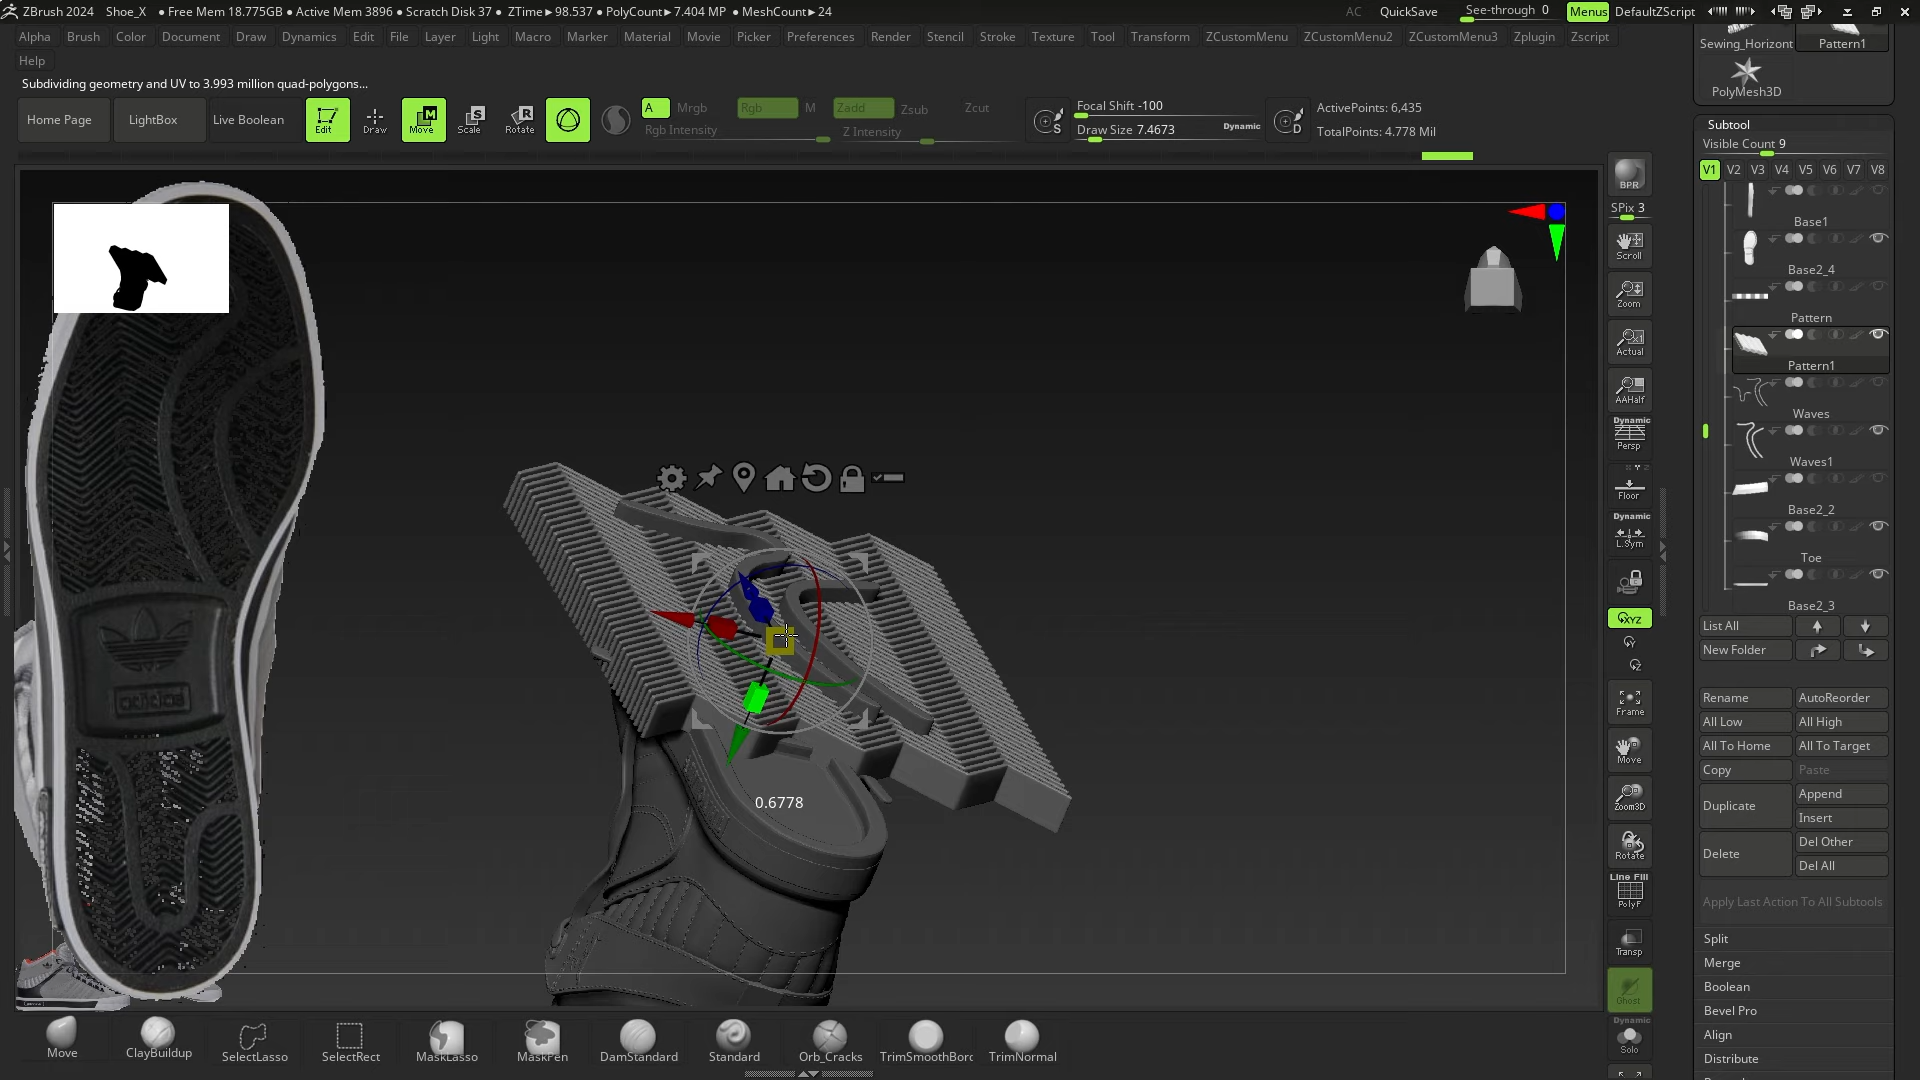 ZBrush 2024 Shoe_X ● Free Mem 18.775GB ● Active Mem 3896 ● Scratch Disk 37 ● ZTime►98.537 ● PolyCount►7.404 MP ● MeshCount►24 AC QuickSave See-through 0 Menus DefaultZScript
Alpha Brush Color Document Draw Dynamics Edit File Layer Light Macro Marker Material Movie Picker Preferences Render Stencil Stroke Texture Tool Transform ZCustomMenu ZCustomMenu2 ZCustomMenu3 Zplugin Zscript
Help
Sewing_Horizont Pattern1
PolyMesh3D
Subdividing geometry and UV to 3.993 million quad-polygons...
Home Page LightBox Live Boolean Edit Draw Move Scale Rotate
A Mrgb Rgb M Zadd Zsub Zcut
Rgb Intensity Z Intensity
S Focal Shift -100
Draw Size 7.4673 Dynamic
D ActivePoints: 6,435
TotalPoints: 4.778 Mil
Subtool
Visible Count 9
V1 V2 V3 V4 V5 V6 V7 V8
Base1
Base2_4
Pattern
Pattern1
Waves
Waves1
Base2_2
Toe
Base2_3
List All
New Folder
Rename AutoReorder
All Low All High
All To Home All To Target
Copy Paste
Duplicate Append
Insert
Delete Del Other
Del All
Apply Last Action To All Subtools
Split
Merge
Boolean
Bevel Pro
Align
Distribute
BPR
SPix 3
Scroll
Zoom
Actual
AAHalf
Dynamic
Persp
Floor
Dynamic
L.Sym
XYZ
Frame
Move
Zoom3D
Rotate
Line Fill
PolyF
Transp
Ghost
Dynamic
Solo
adidas
0.6778
Move ClayBuildup SelectLasso SelectRect MaskLasso MaskPen DamStandard Standard Orb_Cracks TrimSmoothBorc TrimNormal